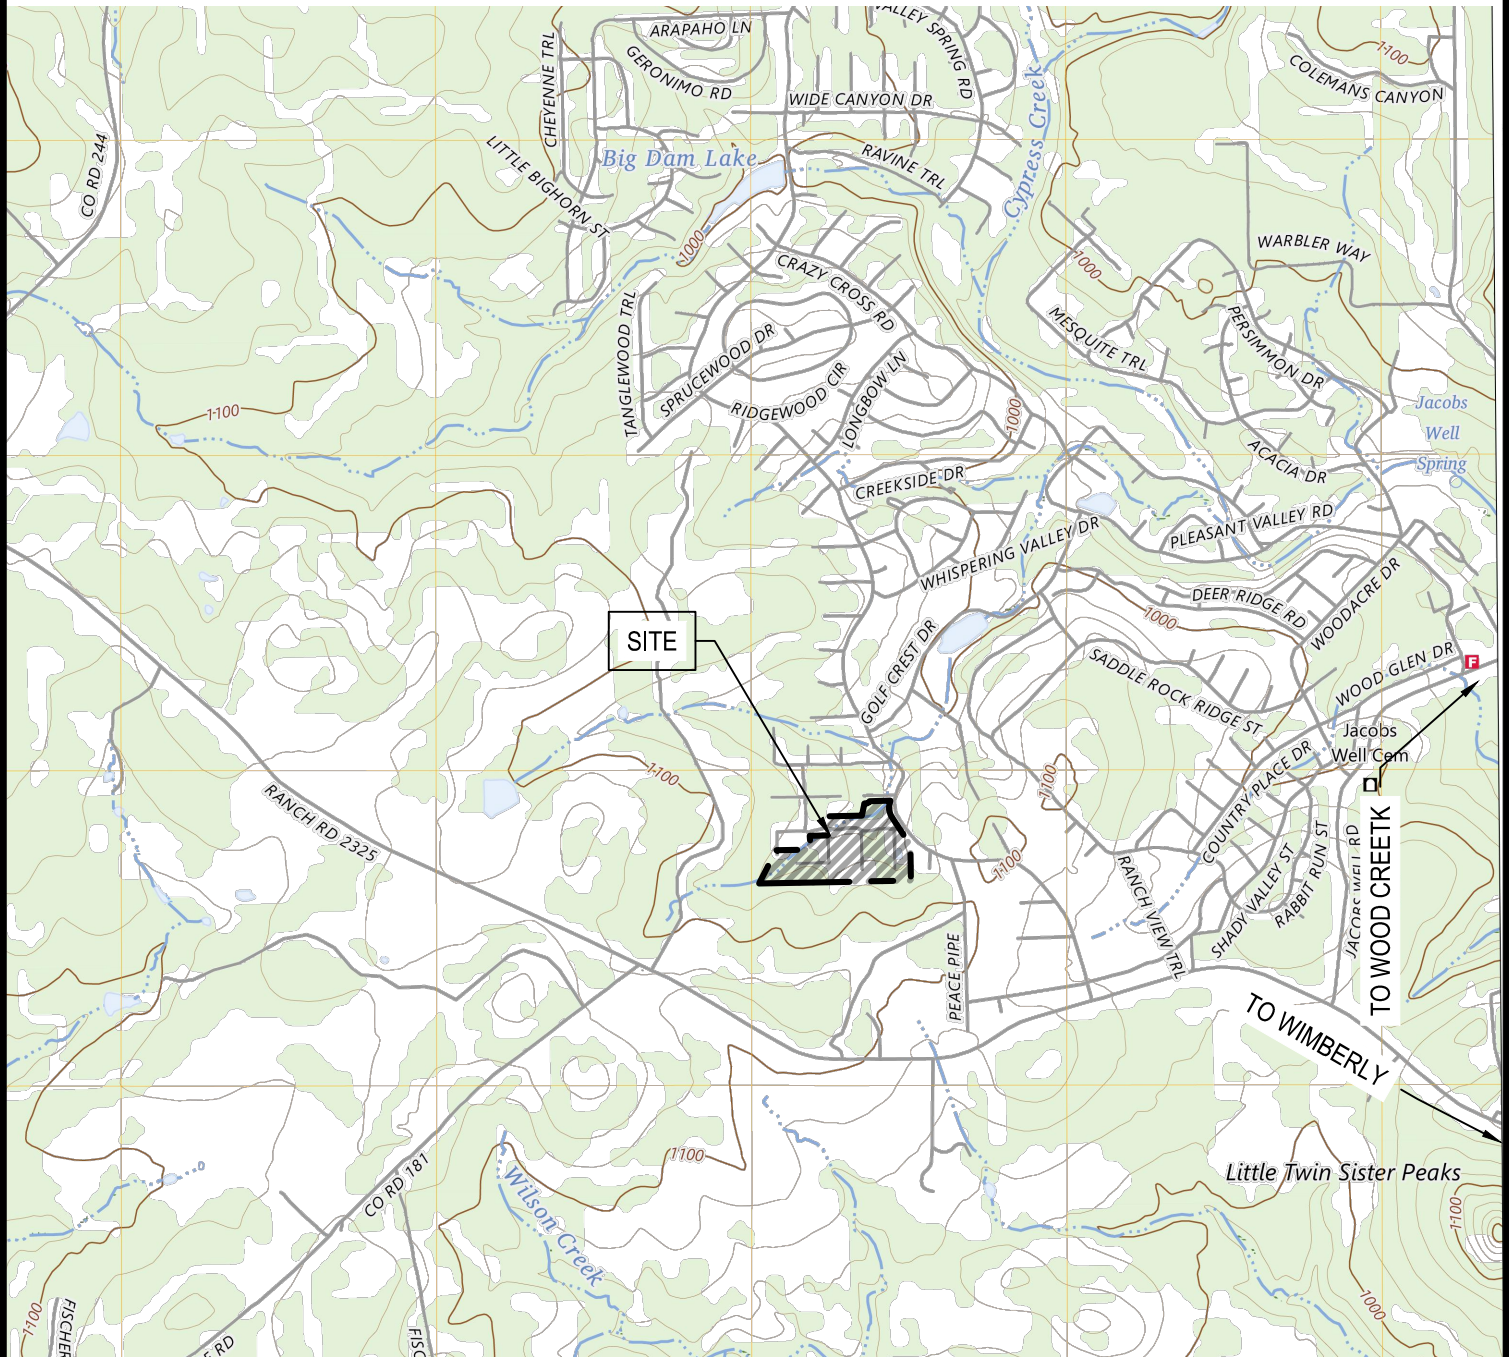 ARAPAHO LN
VALLEY SPRING RD
CHEYENNE TRL
GERONIMO RD
COLEMANS CANYON
1100
WIDE CANYON DR
Cypress Creek
CO RD 244
LITTLE BIGHORN ST
Big Dam Lake
RAVINE TRL
1000
WARBLER WAY
1000
CRAZY CROSS RD
TANGLEWOOD TRL
SPRUCEWOOD DR
MESQUITE TRL
PERSIMMON DR
RIDGEWOOD CIR
LONGBOW LN
1100
1000
Jacobs
Well
Spring
ACACIA DR
CREEKSIDE DR
PLEASANT VALLEY RD
WHISPERING VALLEY DR
DEER RIDGE RD
WOODACRE DR
1000
SITE
GOLF CREST DR
SADDLE ROCK RIDGE ST
WOOD GLEN DR
F
Jacobs
Well Cem
1100
1100
COUNTRY PLACE DR
RANCH RD 2325
1100
RANCH VIEW TRL
SHADY VALLEY ST
RABBIT RUN ST
JACOBS WELL RD
TO WOOD CREETK
PEACE PIPE
TO WIMBERLY
1100
Little Twin Sister Peaks
CO RD 181
Wilson Creek
1100
1000
1100
FISCHER
FISC
RD